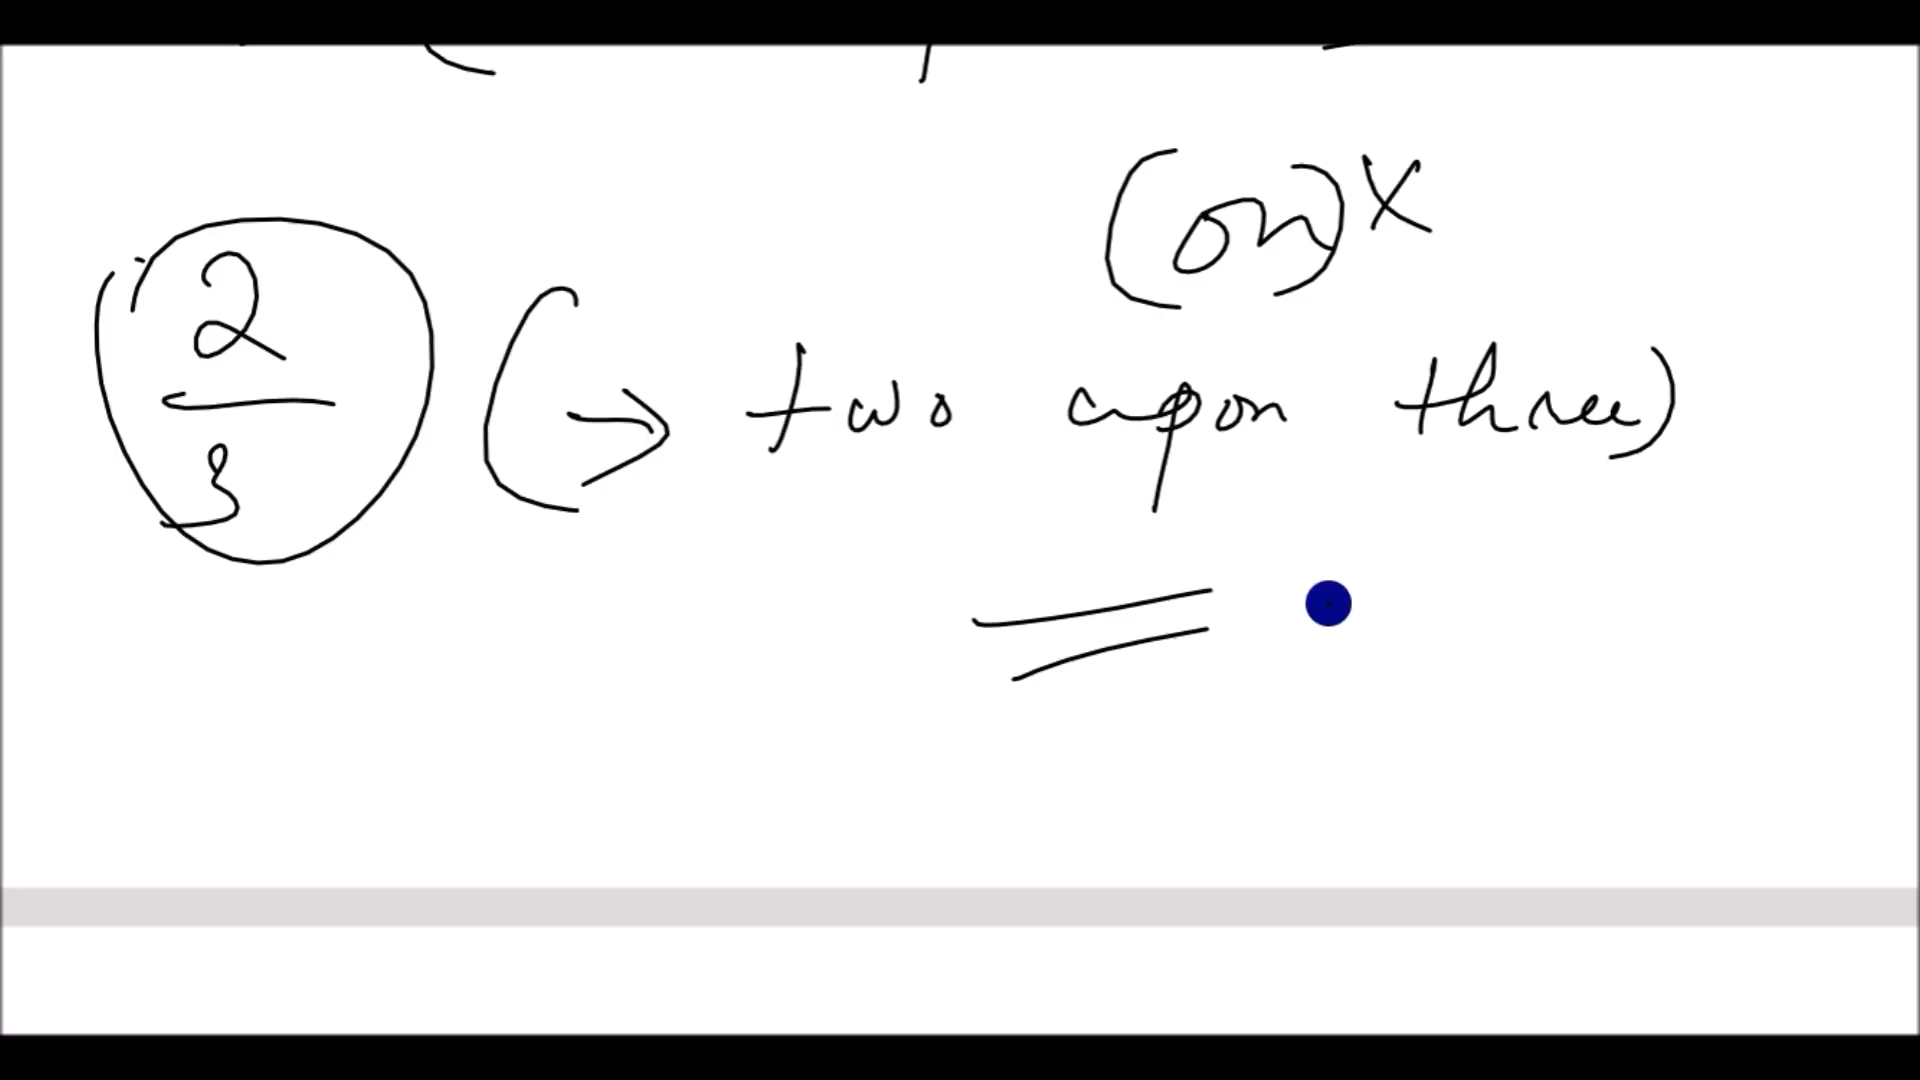 (on) x
2/3 (→ two upon three)